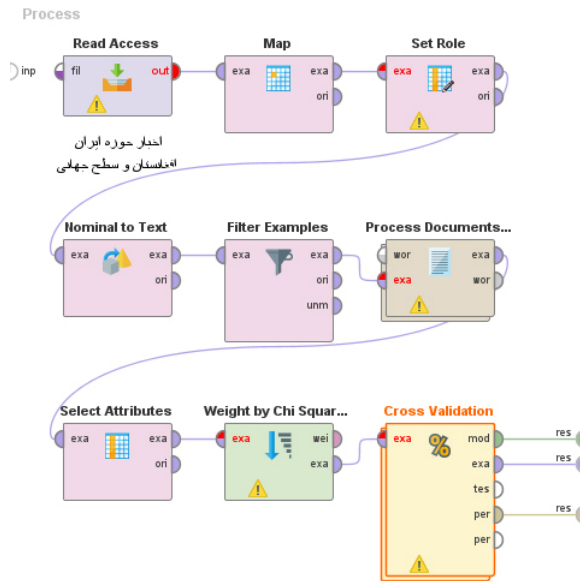 Process
Read Access
Map
Set Role
inp
fil
out
exa
exa
ori
exa
exa
ori
اخبار حوزه ایران
افغانستان و سطح جهانی
Nominal to Text
Filter Examples
Process Documents...
exa
exa
ori
exa
exa
ori
unm
wor
exa
exa
wor
Select Attributes
Weight by Chi Squar...
Cross Validation
exa
exa
ori
exa
wei
exa
exa
%
mod
exa
tes
per
per
res
res
res